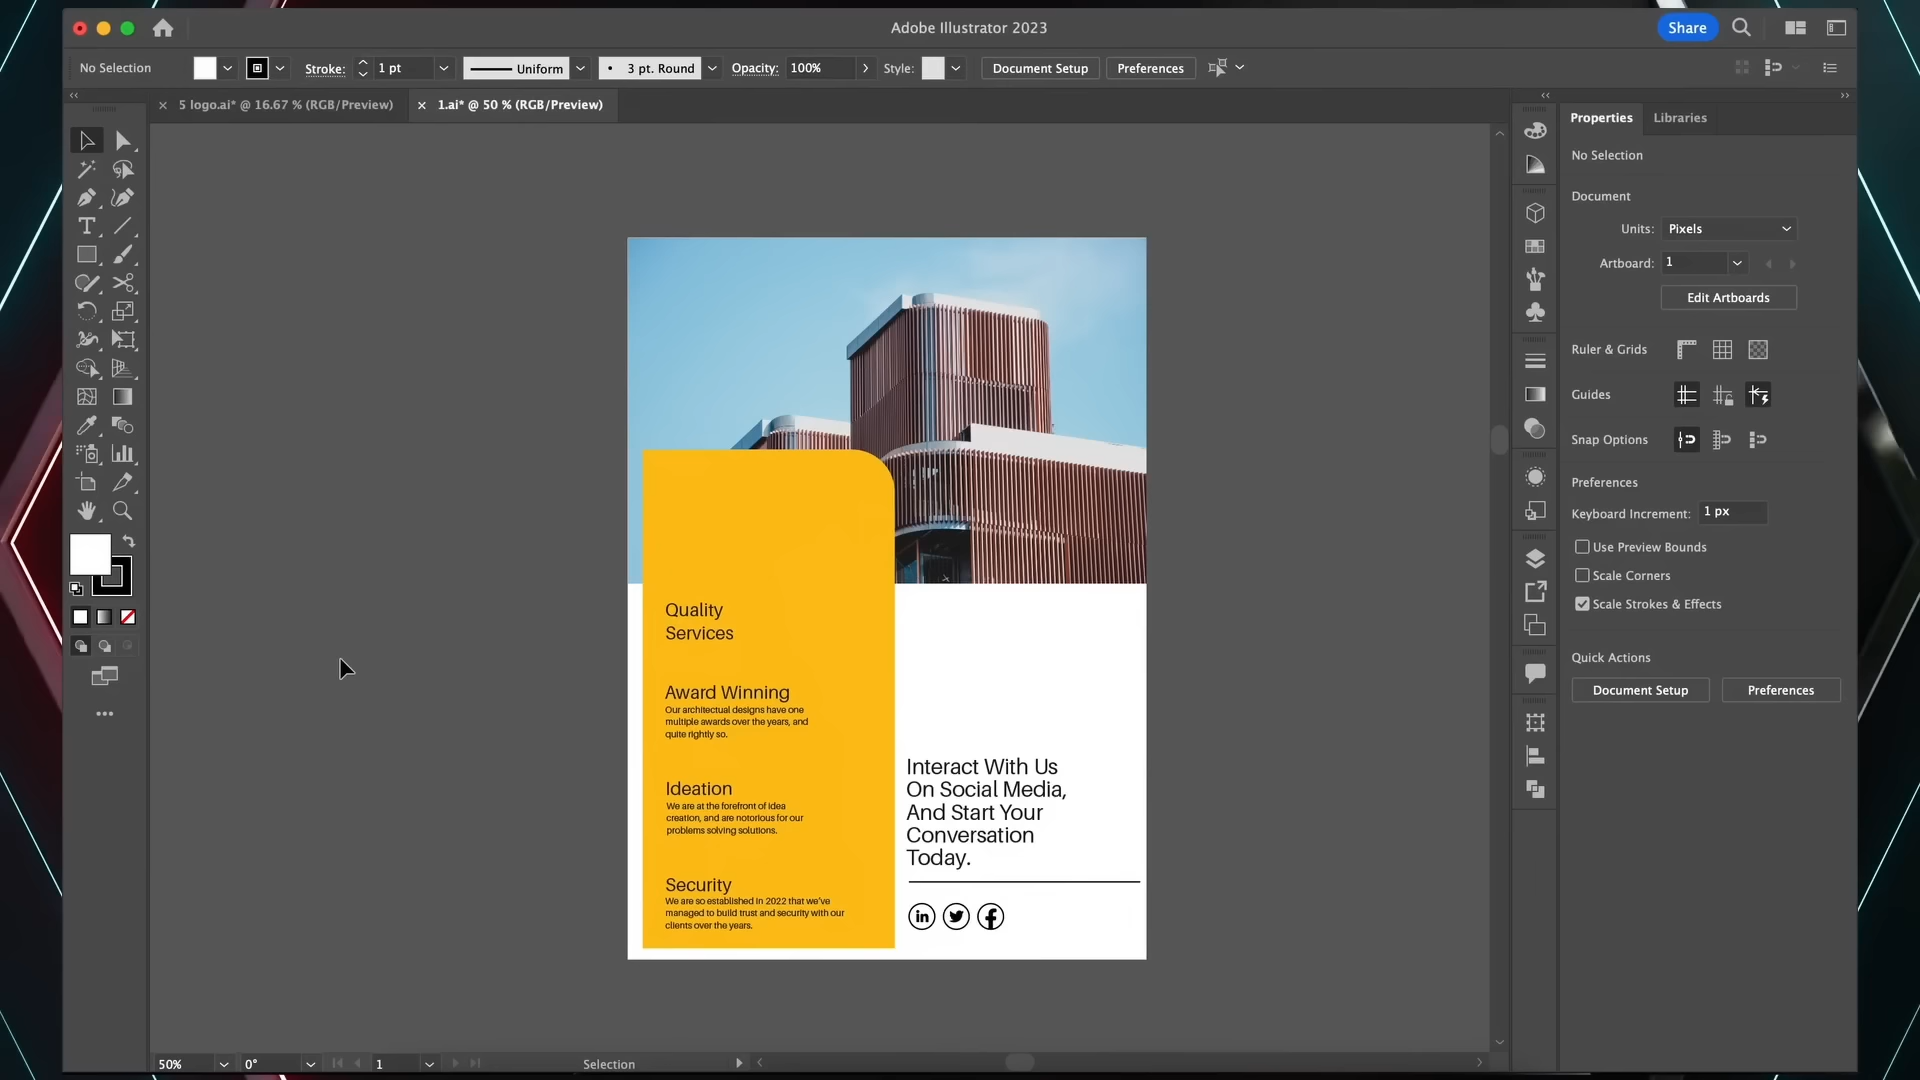 Adobe Illustrator 2023
Share
No Selection
Stroke:
1 pt
Uniform
3 pt. Round
Opacity:
100%
Style:
Document Setup
Preferences
5 logo.ai* @ 16.67 % (RGB/Preview)
1.ai* @ 50 % (RGB/Preview)
Properties
Libraries
No Selection
Document
Units:
Pixels
Artboard:
1
Edit Artboards
Ruler & Grids
Guides
Snap Options
Preferences
Keyboard Increment:
1 px
Use Preview Bounds
Scale Corners
Scale Strokes & Effects
Quick Actions
Document Setup
Preferences
Quality
Services
Award Winning
Our architectual designs have one
multiple awards over the years, and
quite rightly so.
Ideation
We are at the forefront of idea
creation, and are notorious for our
problems solving solutions.
Security
We are so established in 2022 that we've
managed to build trust and security with our
clients over the years.
Interact With Us
On Social Media,
And Start Your
Conversation
Today.
in
50%
0°
1
Selection